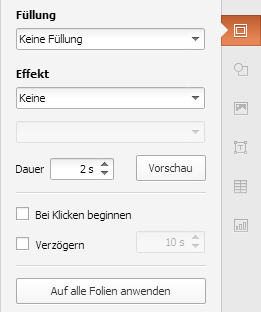 Füllung
Keine Füllung
Effekt
Keine
Dauer 2 s Vorschau
Bei Klicken beginnen
Verzögern 10 s
Auf alle Folien anwenden